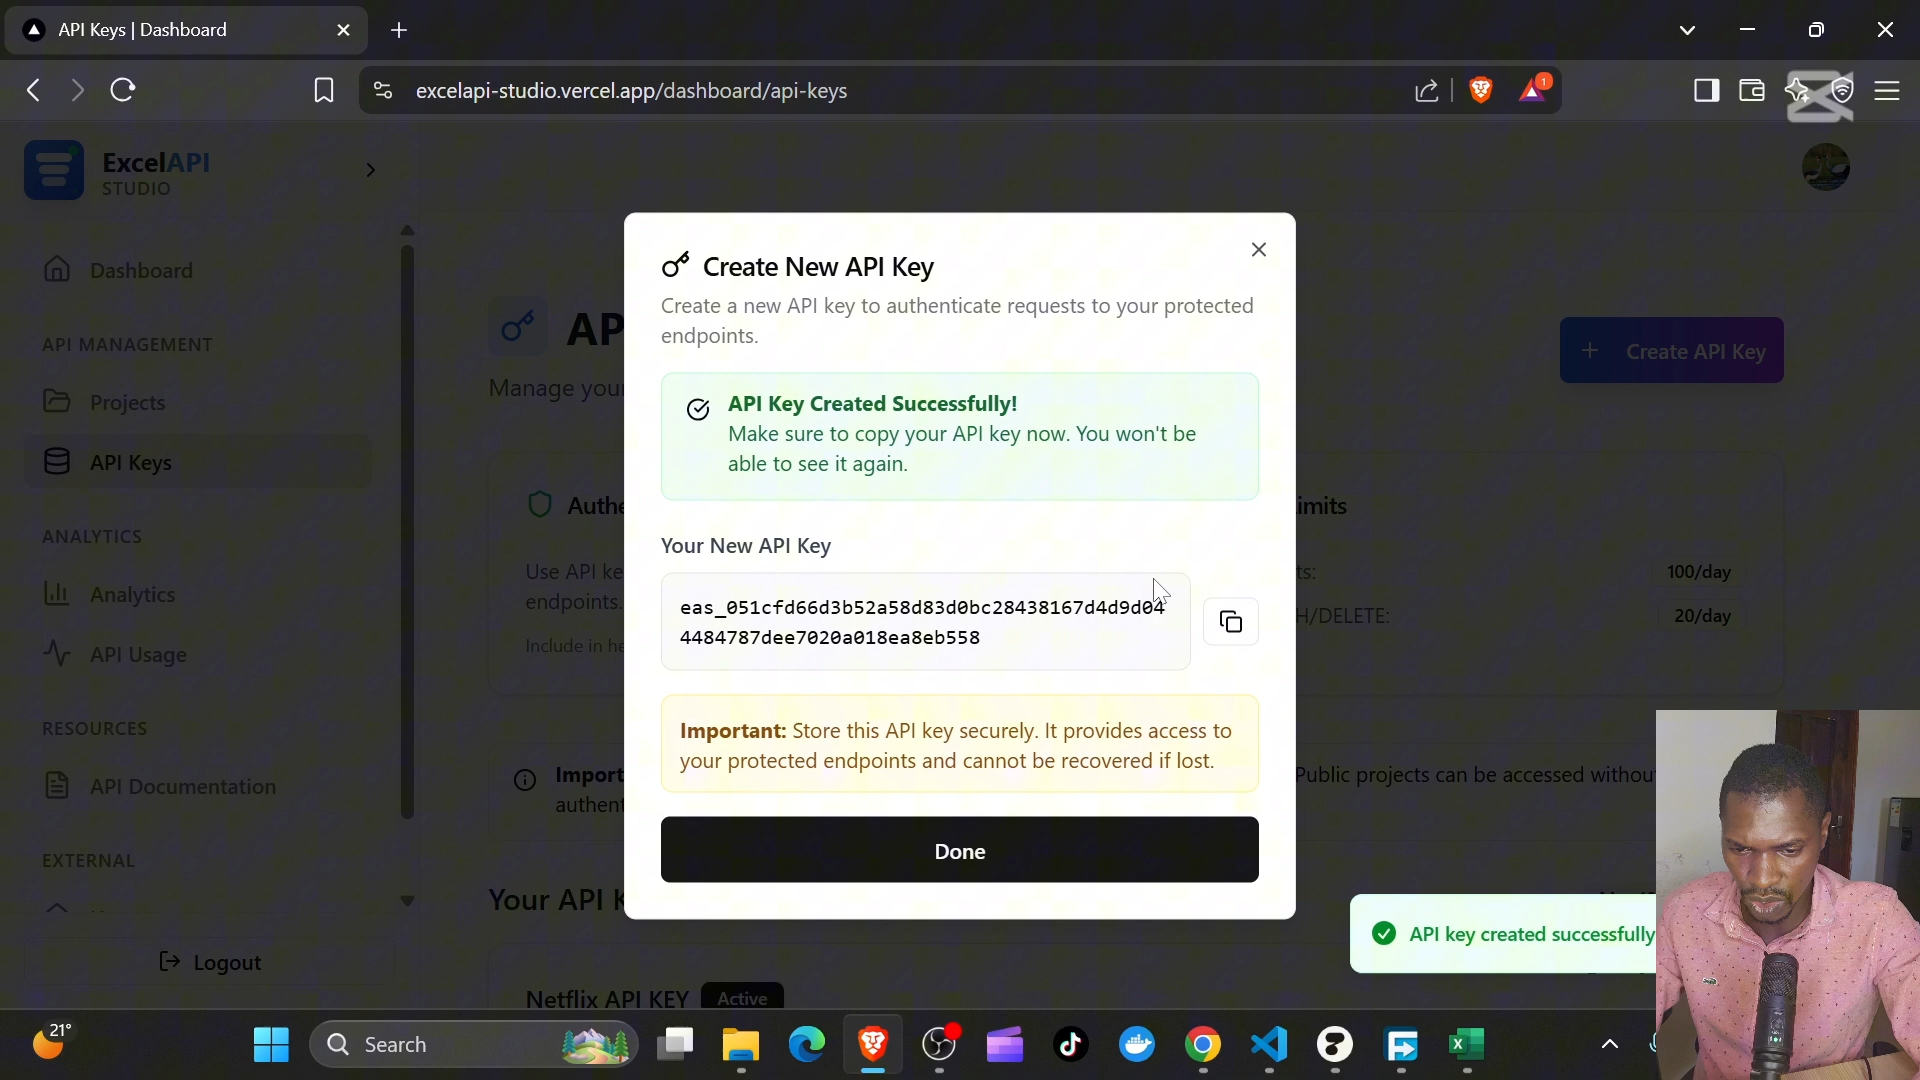 API Keys | Dashboard
excelapi-studio.vercel.app/dashboard/api-keys
1
ExcelAPI
STUDIO
Dashboard
API MANAGEMENT
Projects
API Keys
ANALYTICS
Analytics
API Usage
RESOURCES
API Documentation
EXTERNAL
Logout
AP
Manage your
Create API Key
Authe
Use API ke
endpoints.
Include in he
imits
ts:
100/day
H/DELETE:
20/day
Import
authent
Public projects can be accessed withou
Your API K
Netflix API KEY
Active
Create New API Key
Create a new API key to authenticate requests to your protected
endpoints.
API Key Created Successfully!
Make sure to copy your API key now. You won't be
able to see it again.
Your New API Key
eas_051cfd66d3b52a58d83d0bc28438167d4d9d04
4484787dee7020a018ea8eb558
Important: Store this API key securely. It provides access to
your protected endpoints and cannot be recovered if lost.
Done
API key created successfully
21°
Search